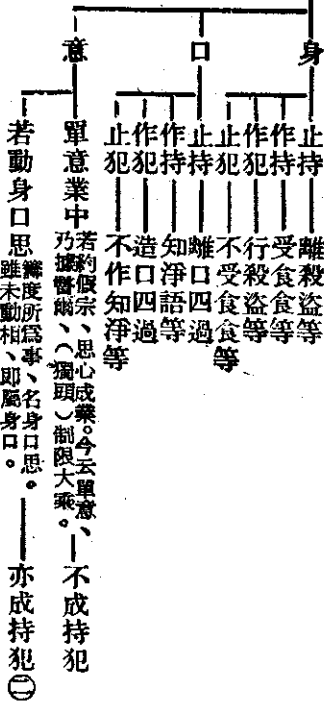 身
止持 離殺盜等
作持 受食食等
作犯 行殺盜等
止犯 不受食食等
口
止持 離口四過
作持 知淨語等
作犯 造口四過
止犯 不作知淨等
意
單意業中 若約假宗、思心成業。今云單意、
乃據瞥爾、（獨頭）制限大乘。 不成持犯
若動身口思 籌度所爲事、名身口思。
雖未動相、卽屬身口。 亦成持犯㊁